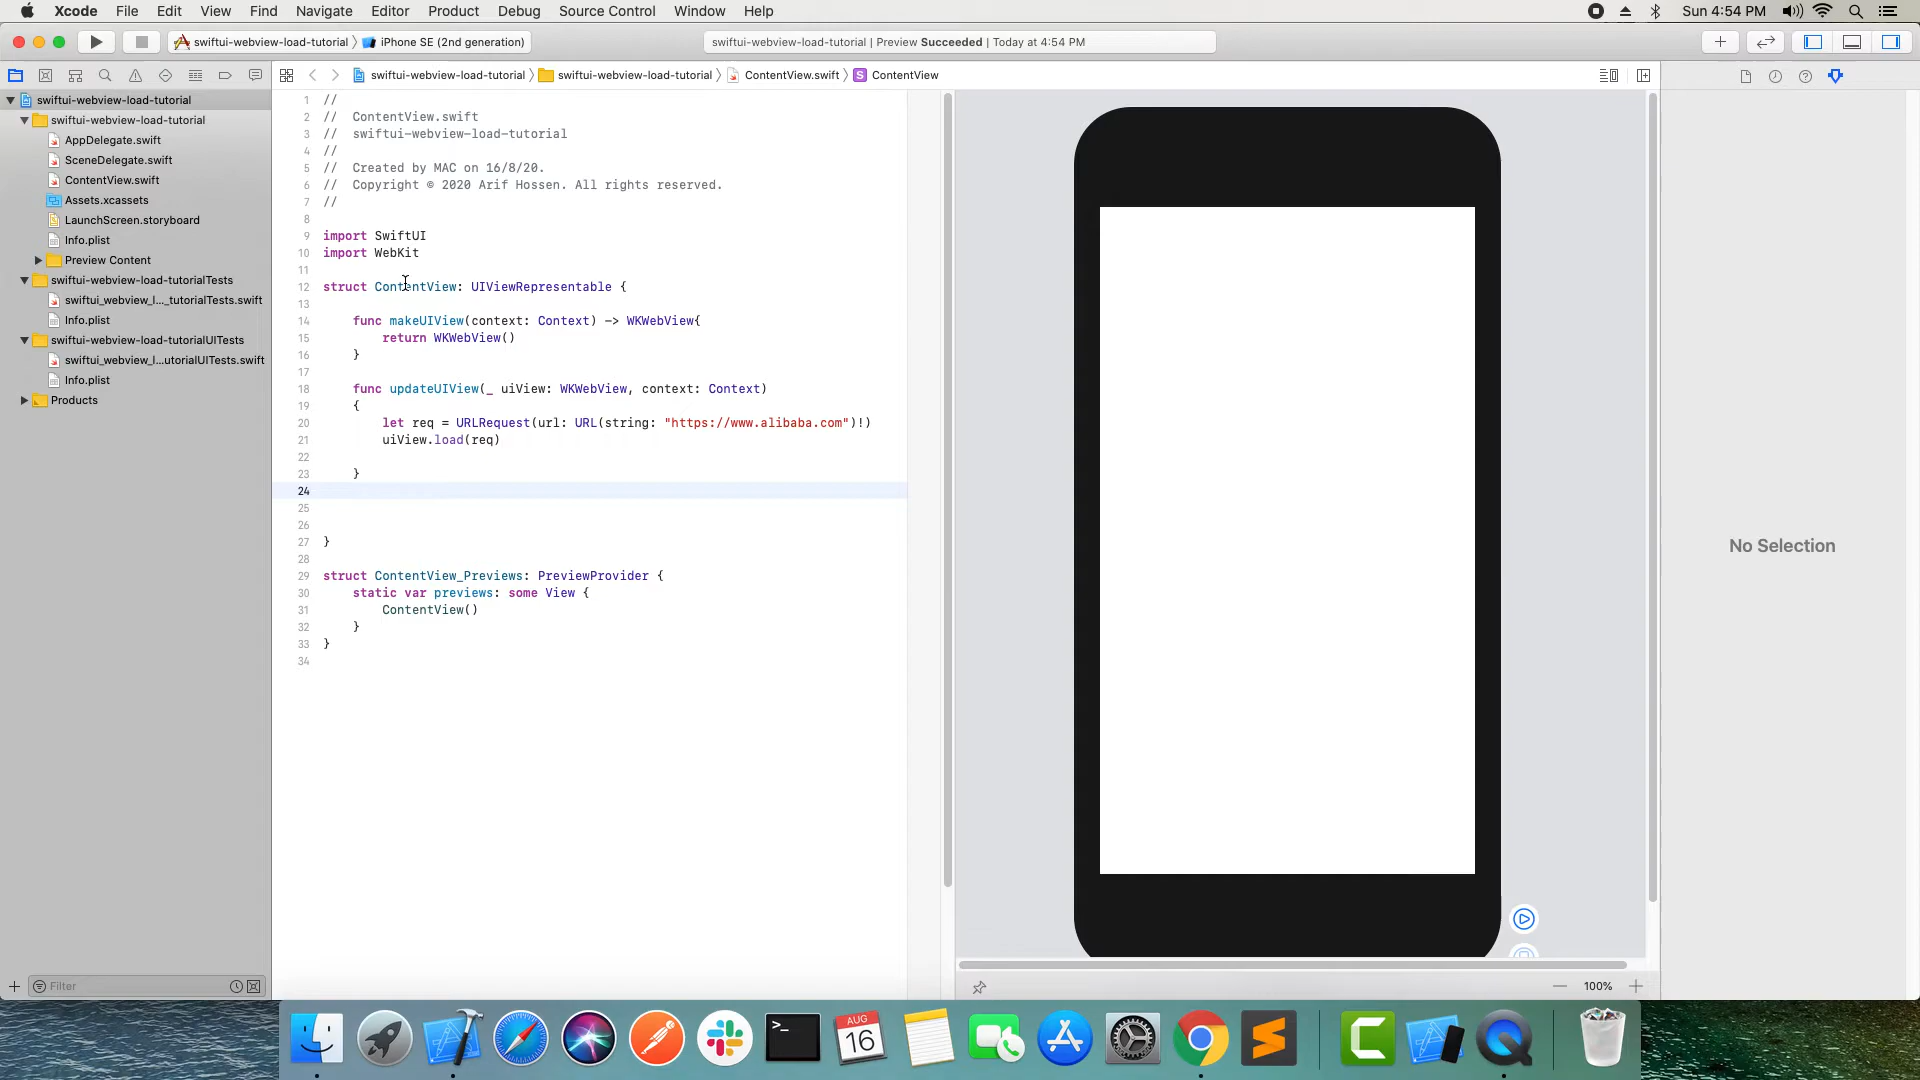 Xcode File Edit View Find Navigate Editor Product Debug Source Control Window Help
Sun 4:54 PM
swiftui-webview-load-tutorial iPhone SE (2nd generation)
swiftui-webview-load-tutorial | Preview Succeeded | Today at 4:54 PM
swiftui-webview-load-tutorial swiftui-webview-load-tutorial ContentView.swift S ContentView
swiftui-webview-load-tutorial
swiftui-webview-load-tutorial
AppDelegate.swift
SceneDelegate.swift
ContentView.swift
Assets.xcassets
LaunchScreen.storyboard
Info.plist
Preview Content
swiftui-webview-load-tutorialTests
swiftui_webview_l..._tutorialTests.swift
Info.plist
swiftui-webview-load-tutorialUITests
swiftui_webview_l...utorialUITests.swift
Info.plist
Products
Filter
1 //
2 // ContentView.swift
3 // swiftui-webview-load-tutorial
4 //
5 // Created by MAC on 16/8/20.
6 // Copyright © 2020 Arif Hossen. All rights reserved.
7 //
8
9 import SwiftUI
10 import WebKit
11
12 struct ContentView: UIViewRepresentable {
13
14 func makeUIView(context: Context) -> WKWebView{
15 return WKWebView()
16 }
17
18 func updateUIView(_ uiView: WKWebView, context: Context)
19 {
20 let req = URLRequest(url: URL(string: "https://www.alibaba.com")!)
21 uiView.load(req)
22
23 }
24
25
26
27 }
28
29 struct ContentView_Previews: PreviewProvider {
30 static var previews: some View {
31 ContentView()
32 }
33 }
34
No Selection
100%
AUG
16